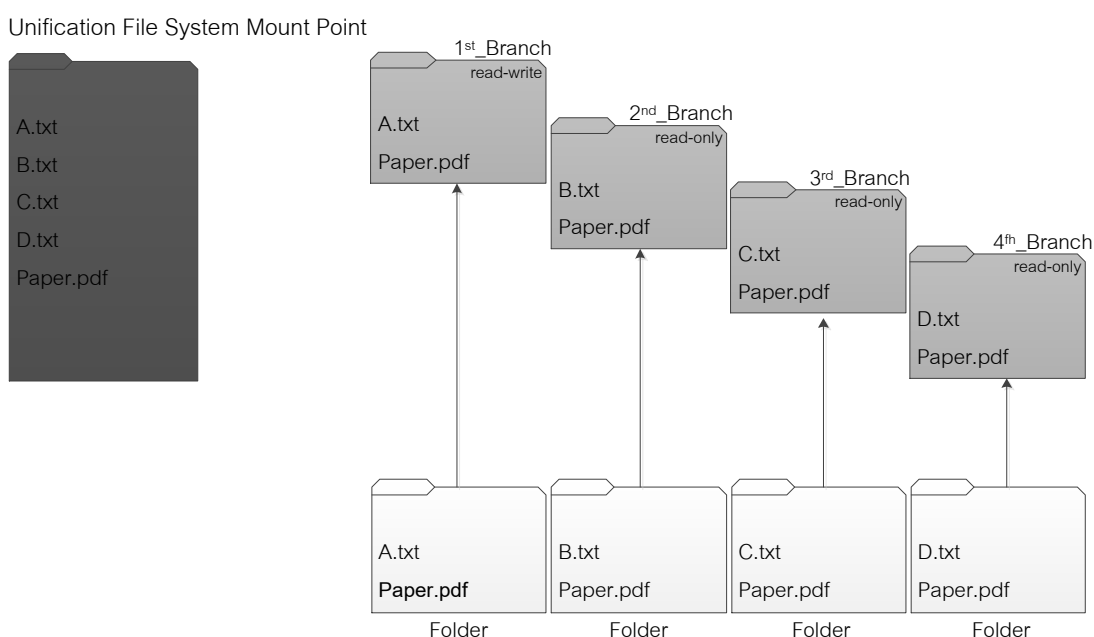 Unification File System Mount Point
A.txt
B.txt
C.txt
D.txt
Paper.pdf
1st_Branch
read-write
A.txt
Paper.pdf
2nd_Branch
read-only
B.txt
Paper.pdf
3rd_Branch
read-only
C.txt
Paper.pdf
4fh_Branch
read-only
D.txt
Paper.pdf
A.txt
Paper.pdf
Folder
B.txt
Paper.pdf
Folder
C.txt
Paper.pdf
Folder
D.txt
Paper.pdf
Folder